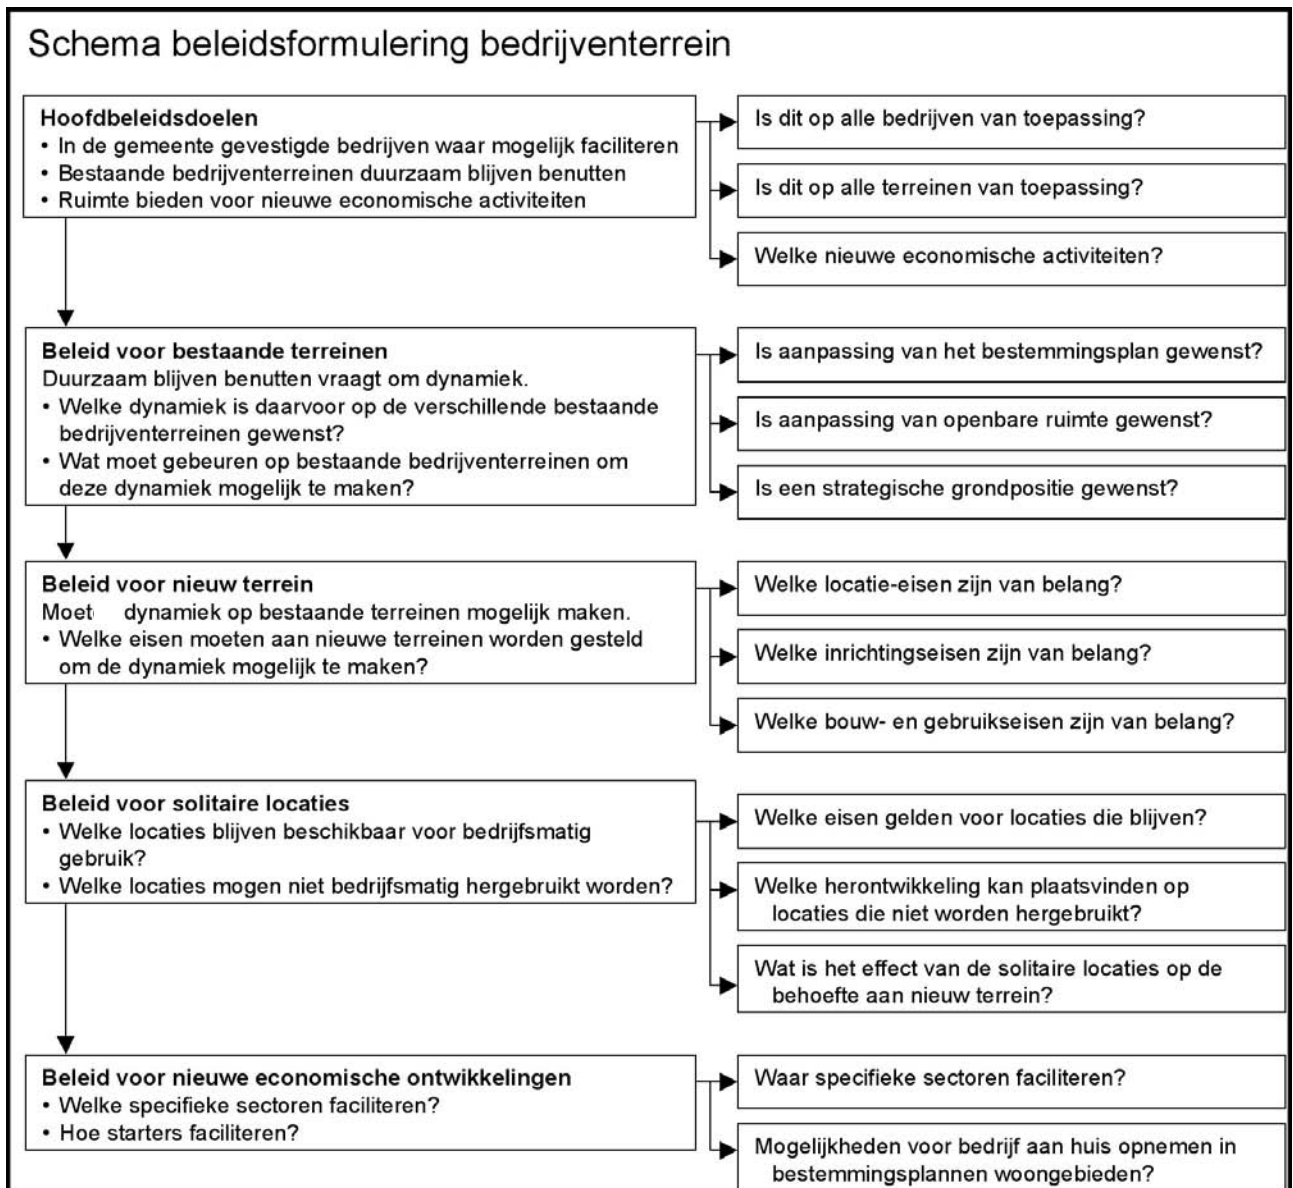 Schema beleidsformulering bedrijventerrein
Hoofdbeleidsdoelen
• In de gemeente gevestigde bedrijven waar mogelijk faciliteren
• Bestaande bedrijventerreinen duurzaam blijven benutten
• Ruimte bieden voor nieuwe economische activiteiten
Is dit op alle bedrijven van toepassing?
Is dit op alle terreinen van toepassing?
Welke nieuwe economische activiteiten?
Beleid voor bestaande terreinen
Duurzaam blijven benutten vraagt om dynamiek.
• Welke dynamiek is daarvoor op de verschillende bestaande
bedrijventerreinen gewenst?
• Wat moet gebeuren op bestaande bedrijventerreinen om
deze dynamiek mogelijk te maken?
Is aanpassing van het bestemmingsplan gewenst?
Is aanpassing van openbare ruimte gewenst?
Is een strategische grondpositie gewenst?
Beleid voor nieuw terrein
Moet dynamiek op bestaande terreinen mogelijk maken.
• Welke eisen moeten aan nieuwe terreinen worden gesteld
om de dynamiek mogelijk te maken?
Welke locatie-eisen zijn van belang?
Welke inrichtingseisen zijn van belang?
Welke bouw- en gebruikseisen zijn van belang?
Beleid voor solitaire locaties
• Welke locaties blijven beschikbaar voor bedrijfsmatig
gebruik?
• Welke locaties mogen niet bedrijfsmatig hergebruikt worden?
Welke eisen gelden voor locaties die blijven?
Welke herontwikkeling kan plaatsvinden op
locaties die niet worden hergebruikt?
Wat is het effect van de solitaire locaties op de
behoefte aan nieuw terrein?
Beleid voor nieuwe economische ontwikkelingen
• Welke specifieke sectoren faciliteren?
• Hoe starters faciliteren?
Waar specifieke sectoren faciliteren?
Mogelijkheden voor bedrijf aan huis opnemen in
bestemmingsplannen woongebieden?